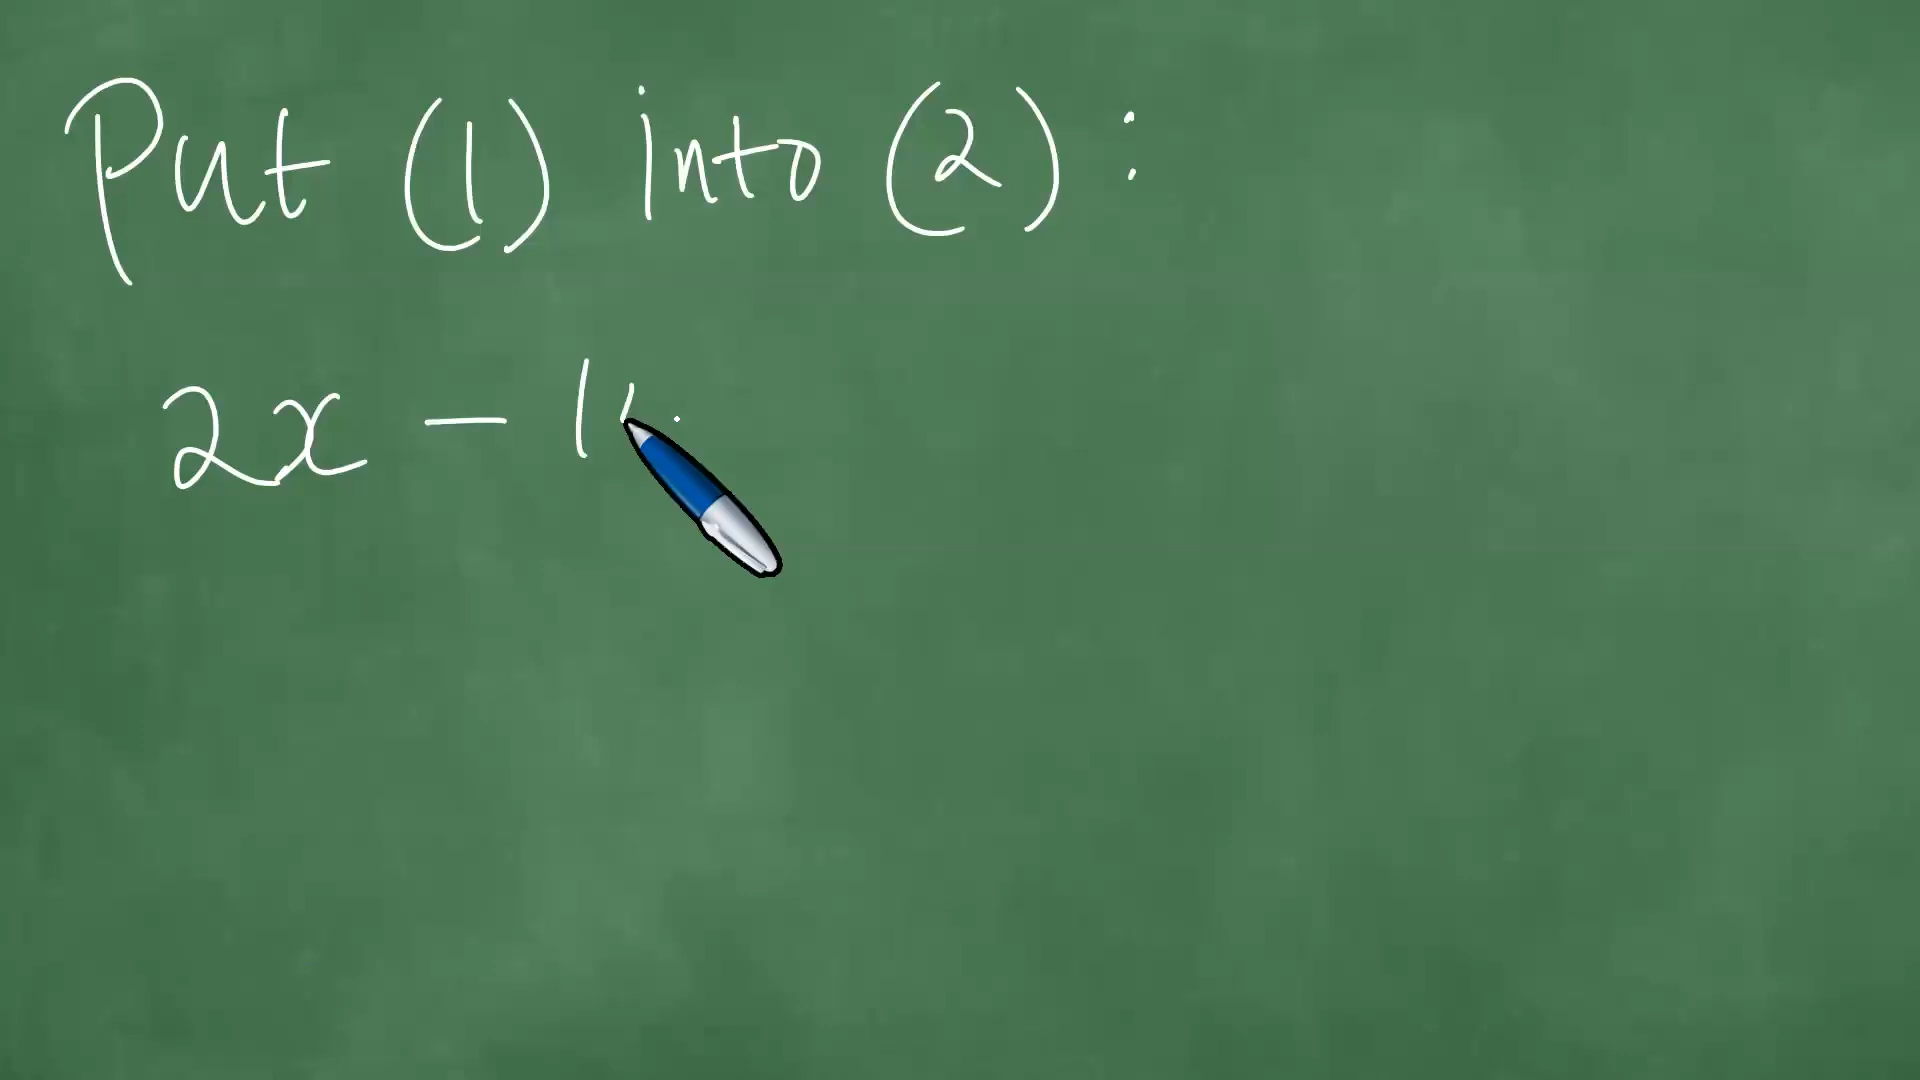 Put (1) into (2) :
2x - 1